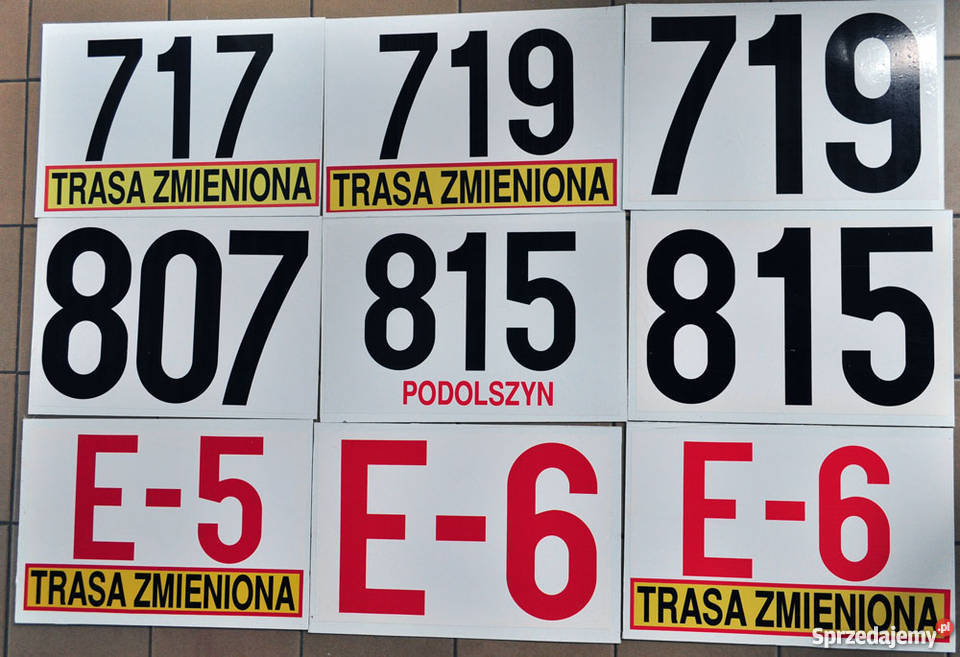 717
TRASA ZMIENIONA
719
TRASA ZMIENIONA
719
807
815
PODOLSZYN
815
E-5
TRASA ZMIENIONA
E-6
E-6
TRASA ZMIENIONA
Sprzedajemy.pl